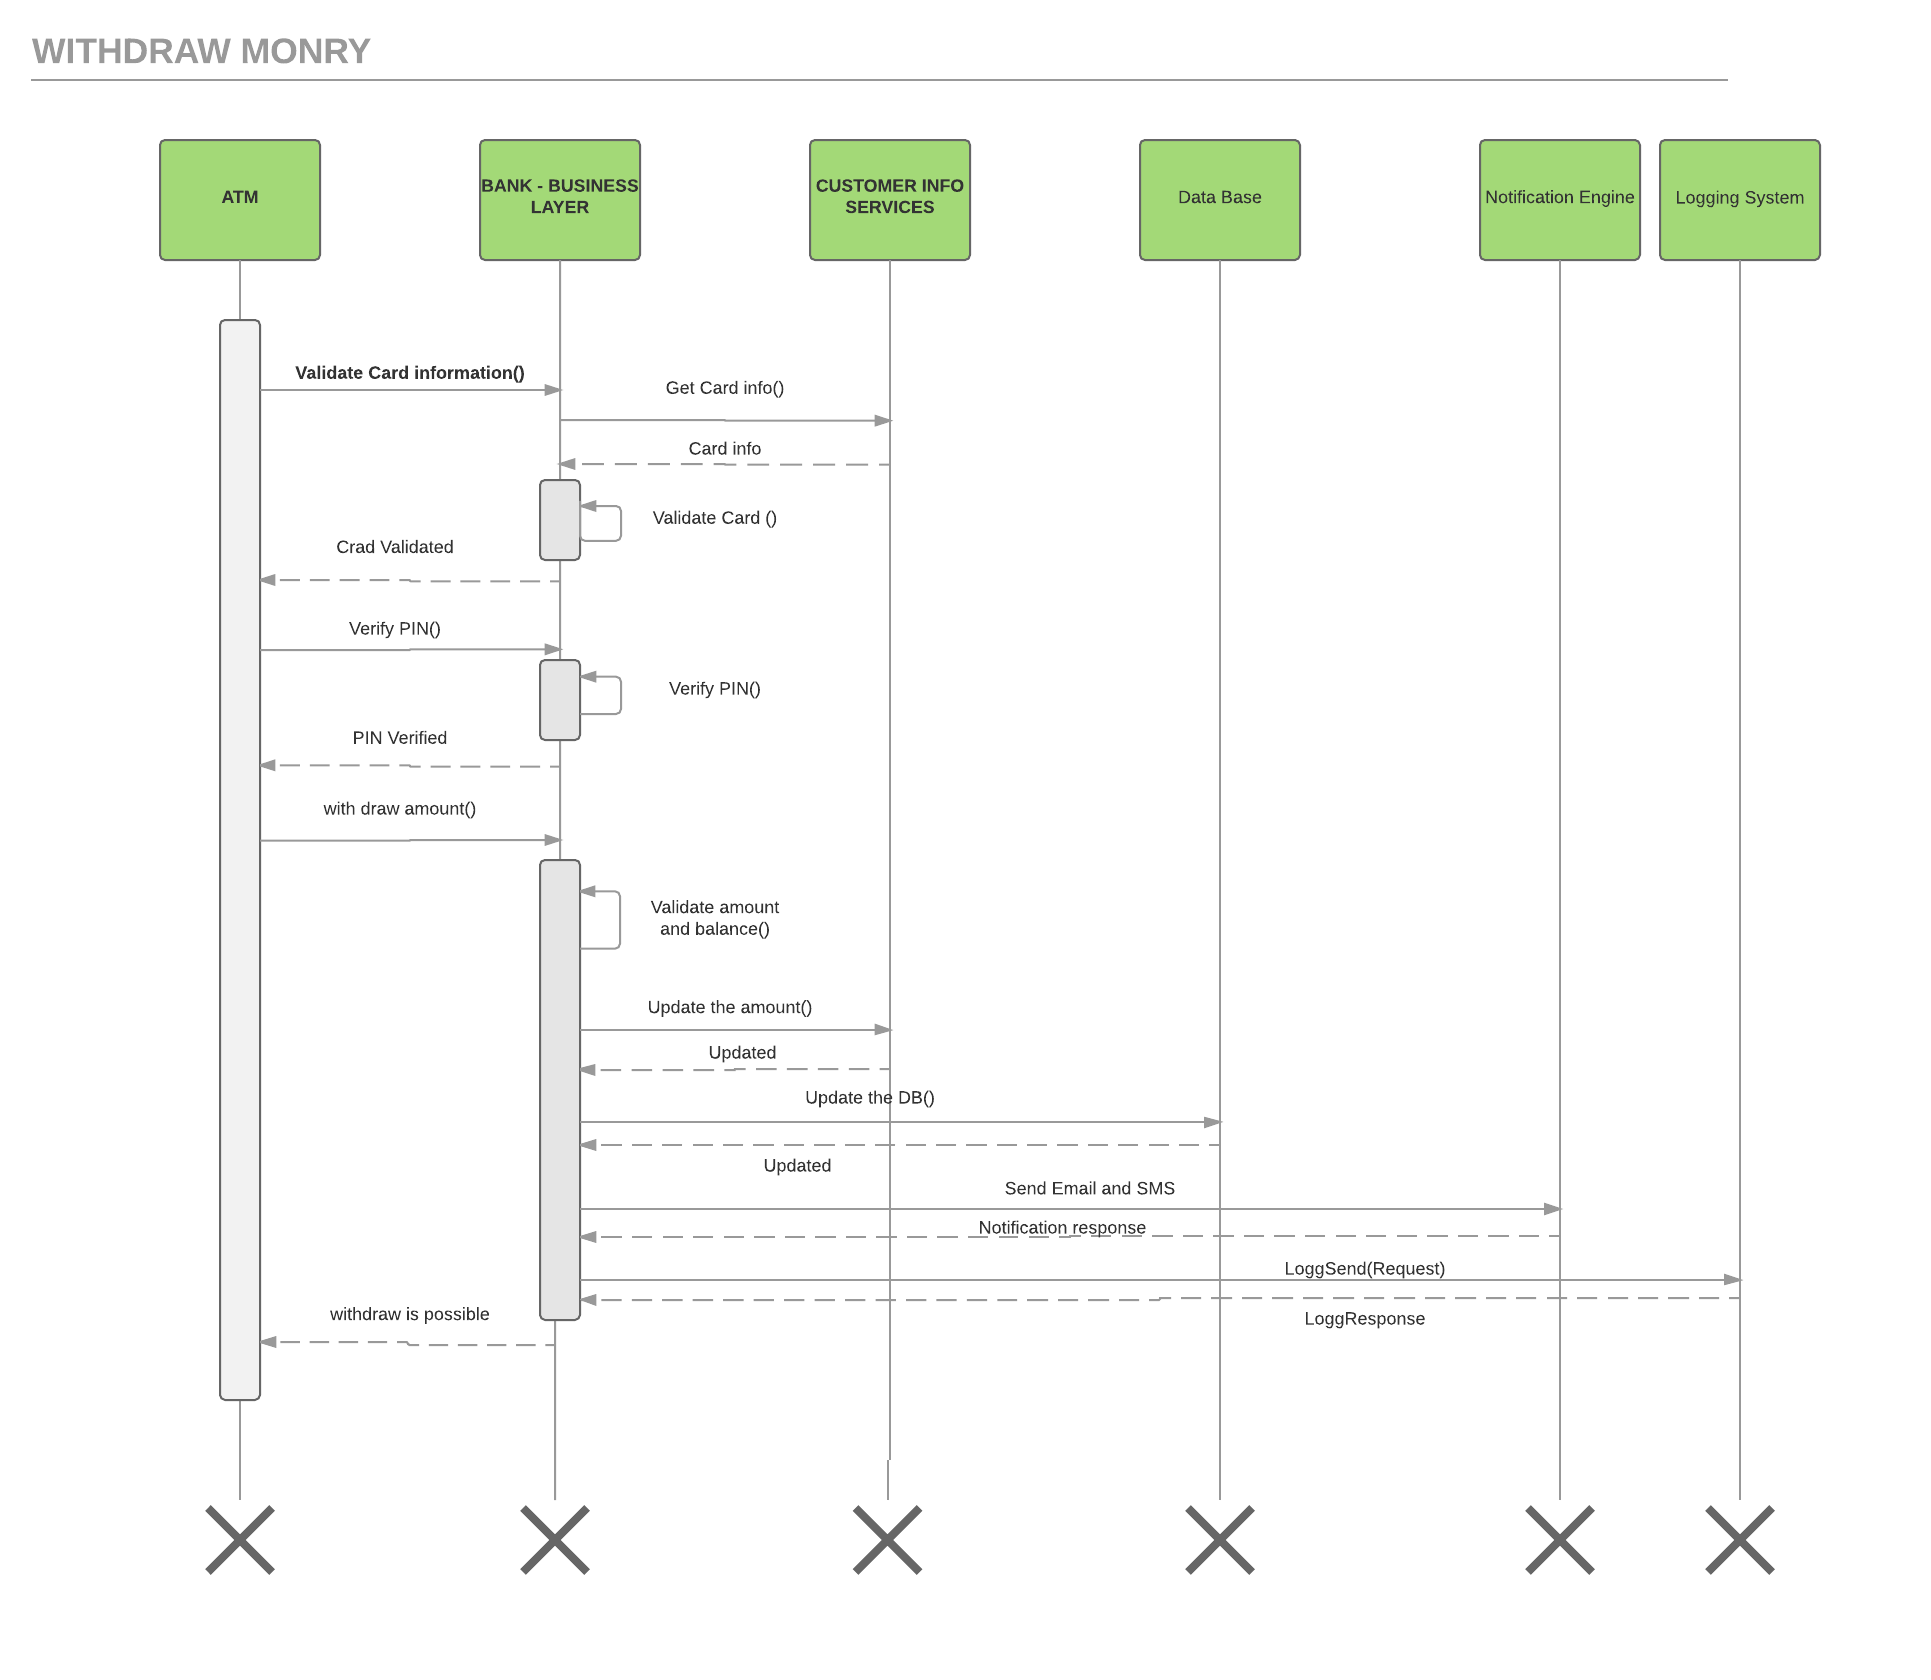 WITHDRAW MONRY
ATM
BANK - BUSINESS
LAYER
CUSTOMER INFO
SERVICES
Data Base
Notification Engine
Logging System
Validate Card information()
Get Card info()
Card info
Validate Card ()
Crad Validated
Verify PIN()
Verify PIN()
PIN Verified
with draw amount()
Validate amount
and balance()
Update the amount()
Updated
Update the DB()
Updated
Send Email and SMS
Notification response
LoggSend(Request)
withdraw is possible
LoggResponse